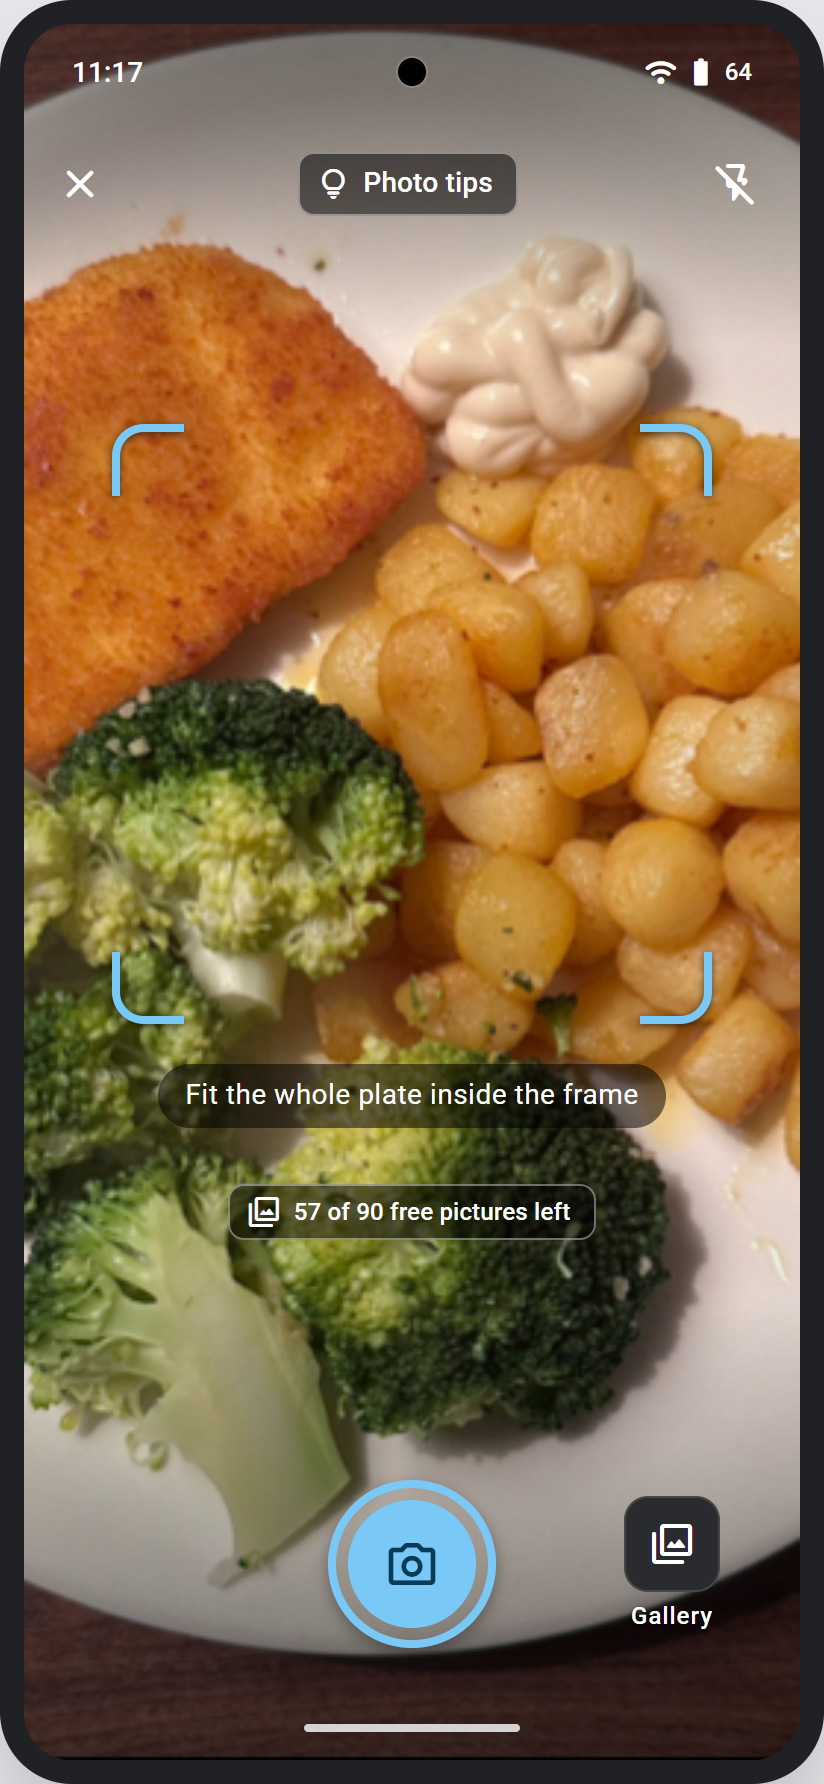 11:17
64
Photo tips
Fit the whole plate inside the frame
57 of 90 free pictures left
Gallery